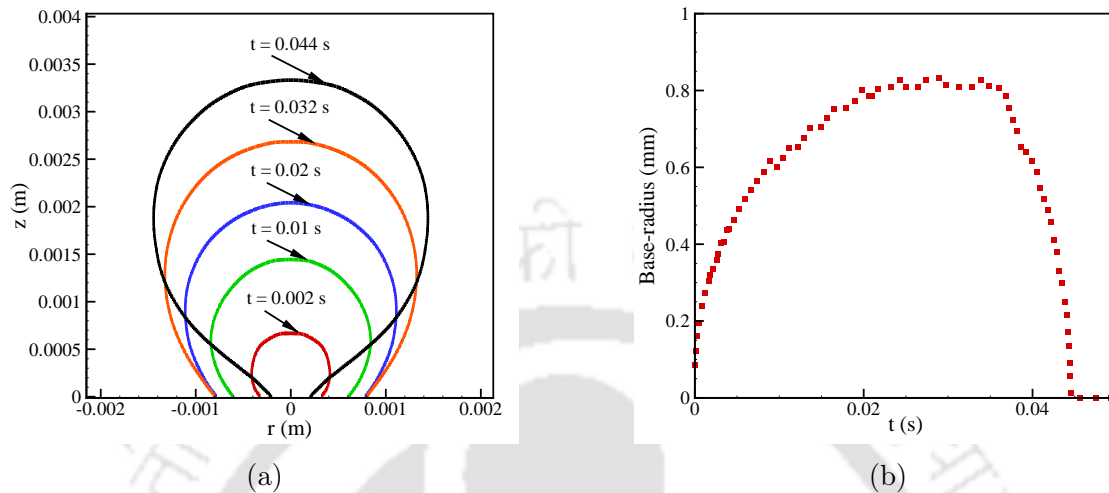 0.004
0.0035
0.003
0.0025
0.002
0.0015
0.001
0.0005
0
z (m)
t = 0.044 s
t = 0.032 s
t = 0.02 s
t = 0.01 s
t = 0.002 s
-0.002
-0.001
0
0.001
0.002
r (m)
(a)
1
0.8
0.6
0.4
0.2
0
Base-radius (mm)
0
0.02
0.04
t (s)
(b)